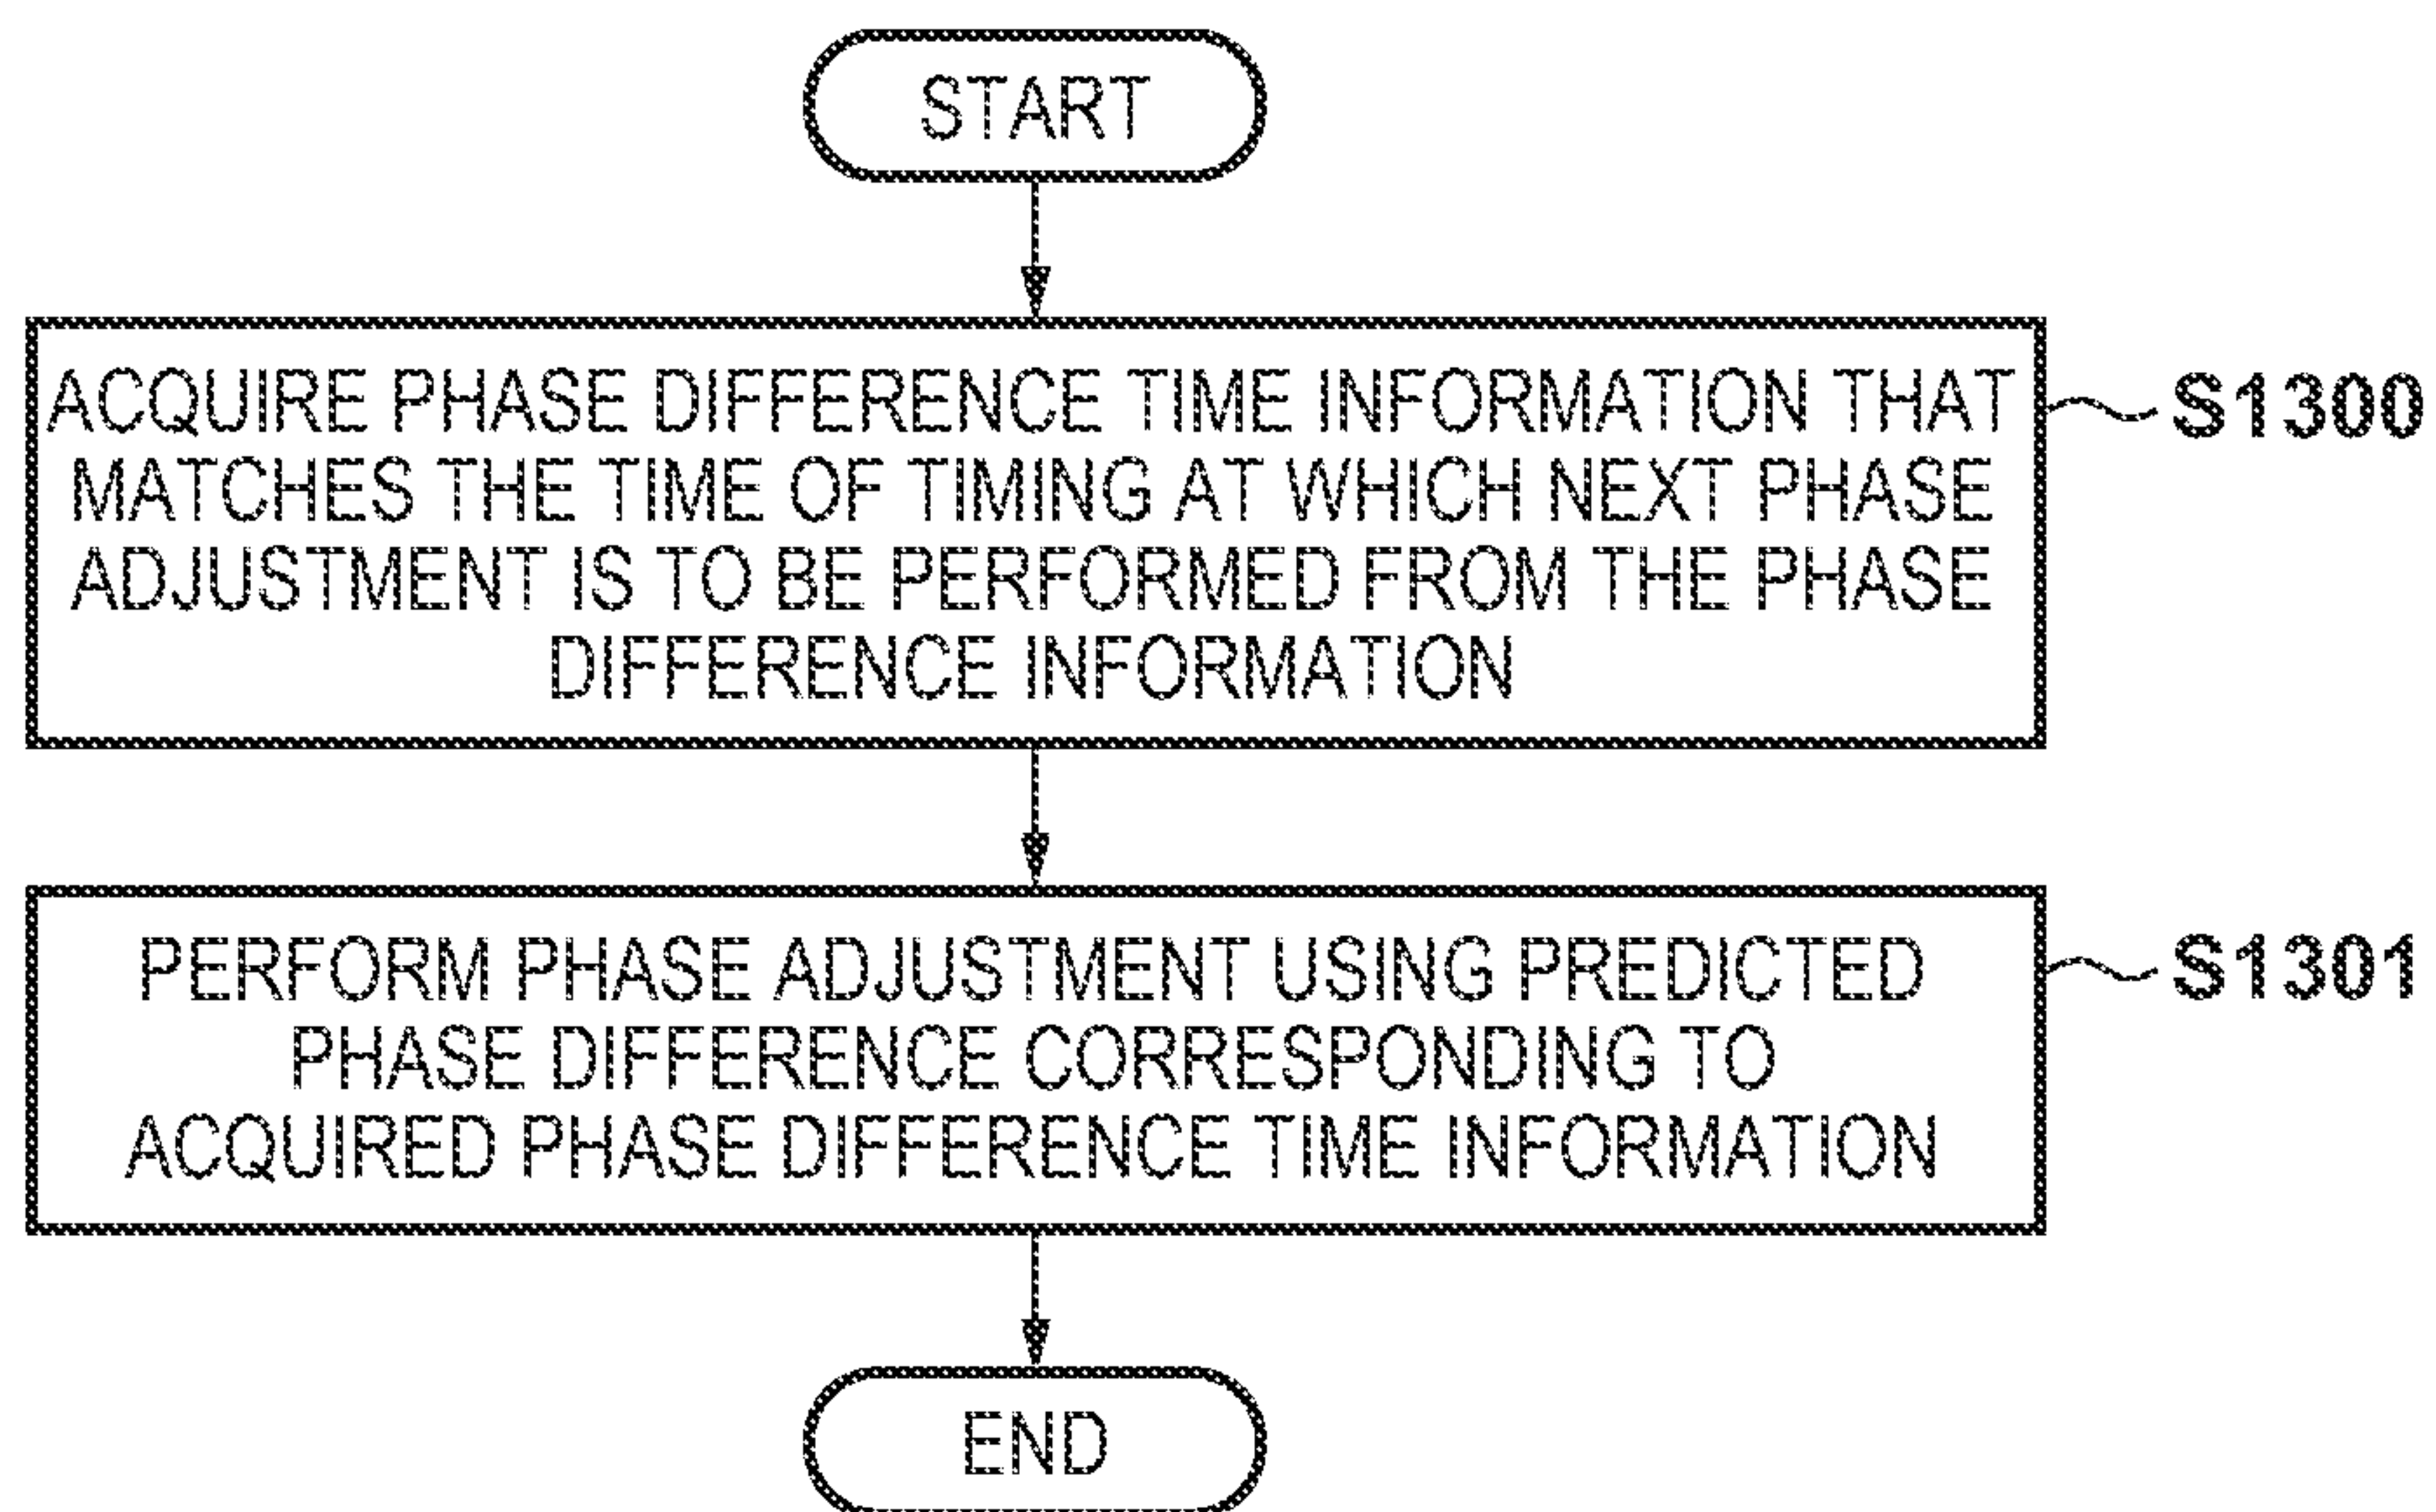 START
ACQUIRE PHASE DIFFERENCE TIME INFORMATION THAT
MATCHES THE TIME OF TIMING AT WHICH NEXT PHASE
ADJUSTMENT IS TO BE PERFORMED FROM THE PHASE
DIFFERENCE INFORMATION
S1300
PERFORM PHASE ADJUSTMENT USING PREDICTED
PHASE DIFFERENCE CORRESPONDING TO
ACQUIRED PHASE DIFFERENCE TIME INFORMATION
S1301
END